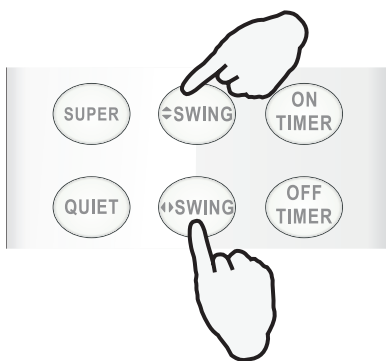 SUPER
SWING
ON
TIMER
QUIET
SWING
OFF
TIMER